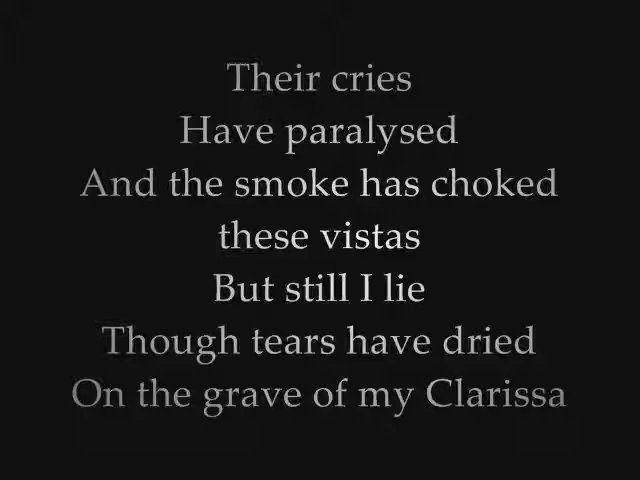 Their cries
Have paralysed
And the smoke has choked
these vistas
But still I lie
Though tears have dried
On the grave of my Clarissa